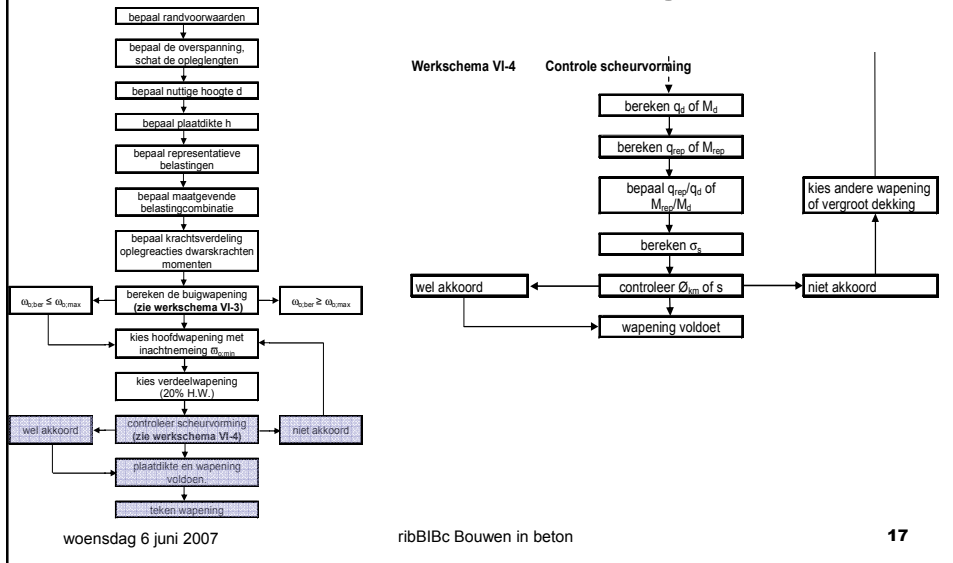 bepaal randvoorwaarden
bepaal de overspanning,
schat de opleglengten
bepaal nuttige hoogte d
bepaal plaatdikte h
bepaal representatieve
belastingen
bepaal maatgevende
belastingcombinatie
bepaal krachtsverdeling
oplegreacties dwarskrachten
momenten
ω₀;ber ≤ ω₀;max
bereken de buigwapening
(zie werkschema VI-3)
ω₀;ber ≥ ω₀;max
kies hoofdwapening met
inachtnemeing ϖ₀;min
kies verdeelwapening
(20% H.W.)
wel akkoord
controleer scheurvorming
(zie werkschema VI-4)
niet akkoord
plaatdikte en wapening
voldoen.
teken wapening
Werkschema VI-4 Controle scheurvorming
bereken qd of Md
bereken qrep of Mrep
bepaal qrep/qd of
Mrep/Md
bereken σs
wel akkoord
controleer Økm of s
niet akkoord
kies andere wapening
of vergroot dekking
wapening voldoet
woensdag 6 juni 2007
ribBIBc Bouwen in beton
17